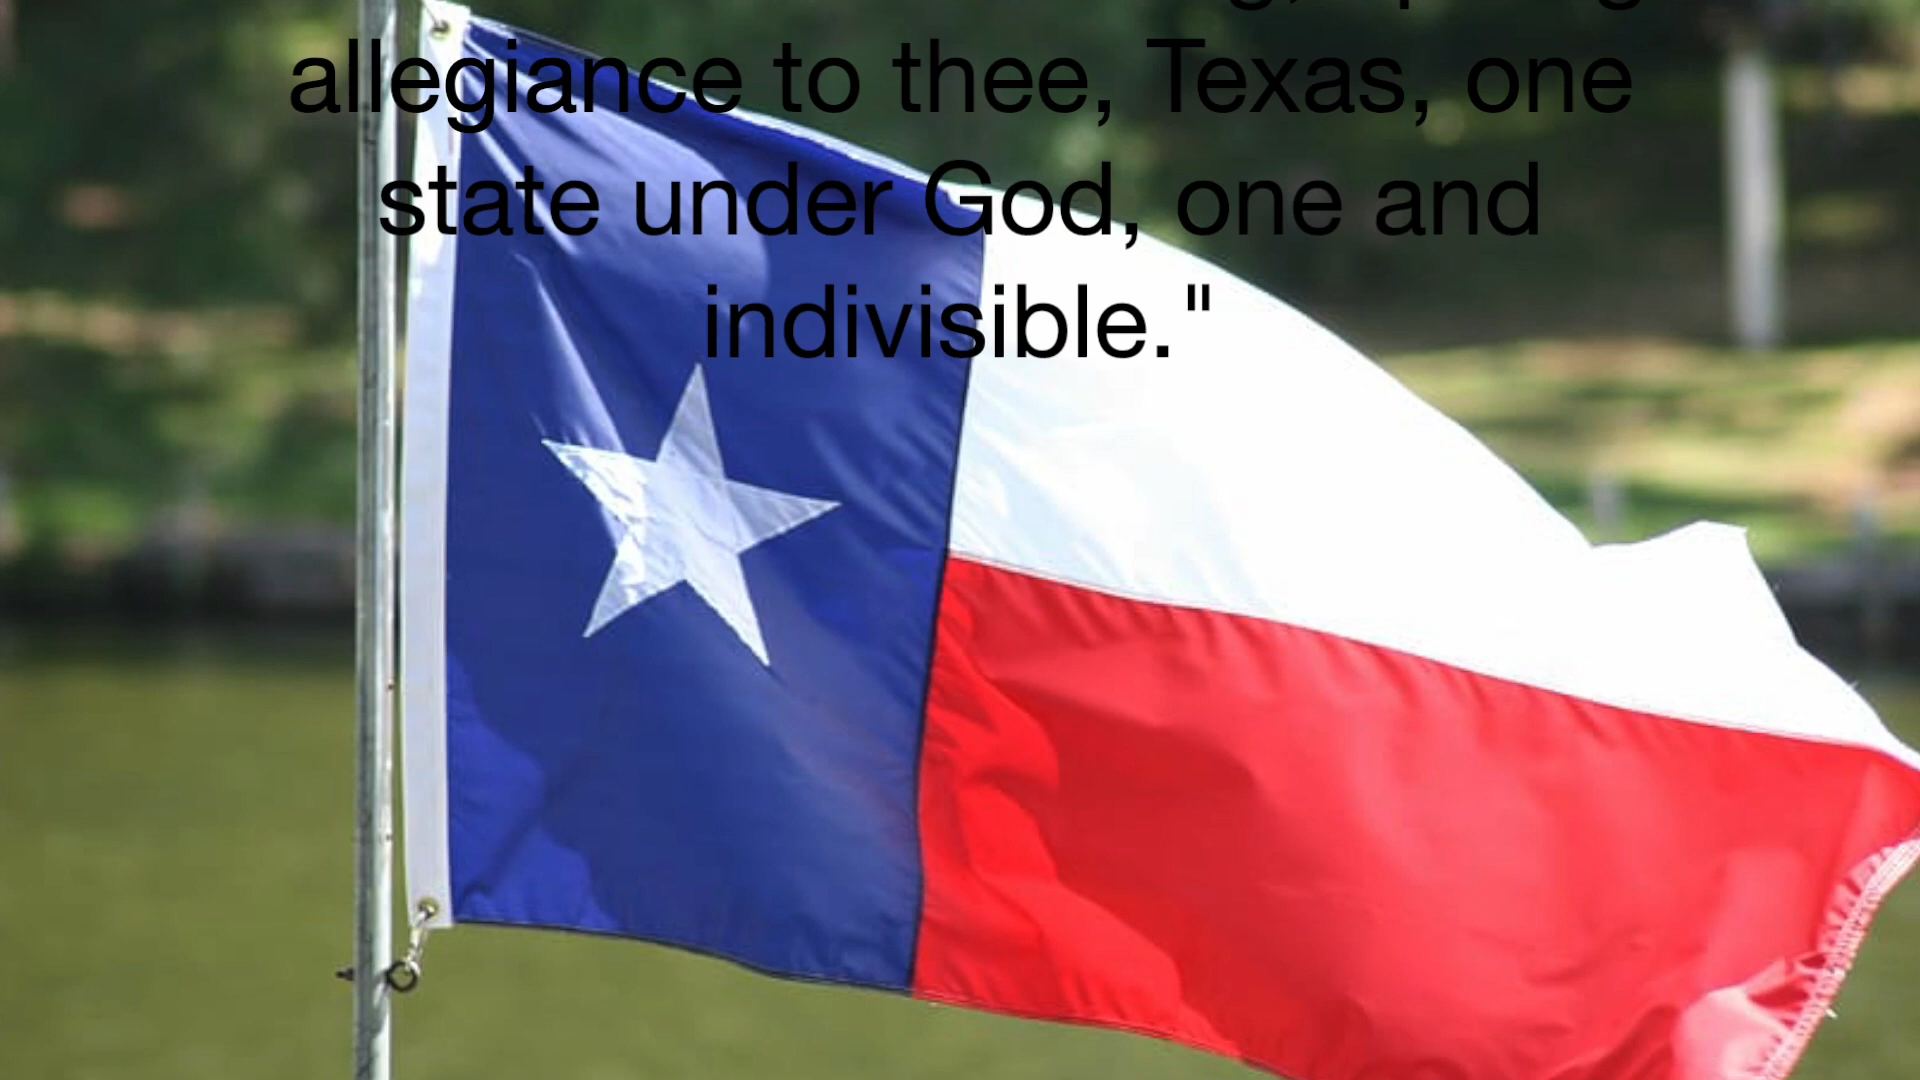 allegiance to thee, Texas, one
state under God, one and
indivisible."